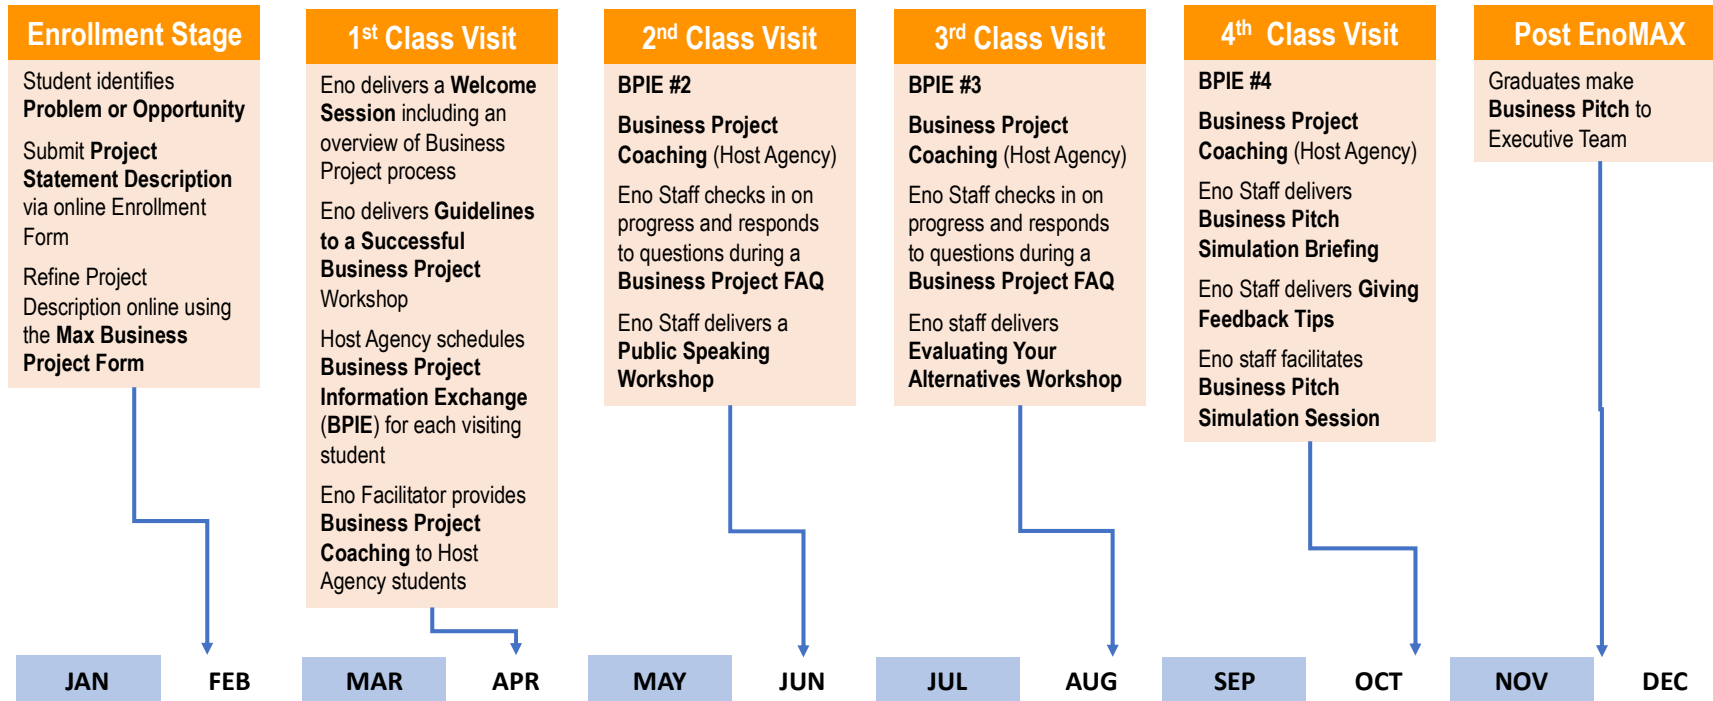 Enrollment Stage
Student identifies
Problem or Opportunity
Submit Project
Statement Description
via online Enrollment
Form
Refine Project
Description online using
the Max Business
Project Form
1st Class Visit
Eno delivers a Welcome
Session including an
overview of Business
Project process
Eno delivers Guidelines
to a Successful
Business Project
Workshop
Host Agency schedules
Business Project
Information Exchange
(BPIE) for each visiting
student
Eno Facilitator provides
Business Project
Coaching to Host
Agency students
2nd Class Visit
BPIE #2
Business Project
Coaching (Host Agency)
Eno Staff checks in on
progress and responds
to questions during a
Business Project FAQ
Eno Staff delivers a
Public Speaking
Workshop
3rd Class Visit
BPIE #3
Business Project
Coaching (Host Agency)
Eno Staff checks in on
progress and responds
to questions during a
Business Project FAQ
Eno staff delivers
Evaluating Your
Alternatives Workshop
4th Class Visit
BPIE #4
Business Project
Coaching (Host Agency)
Eno Staff delivers
Business Pitch
Simulation Briefing
Eno Staff delivers Giving
Feedback Tips
Eno staff facilitates
Business Pitch
Simulation Session
Post EnoMAX
Graduates make
Business Pitch to
Executive Team
JAN FEB MAR APR MAY JUN JUL AUG SEP OCT NOV DEC